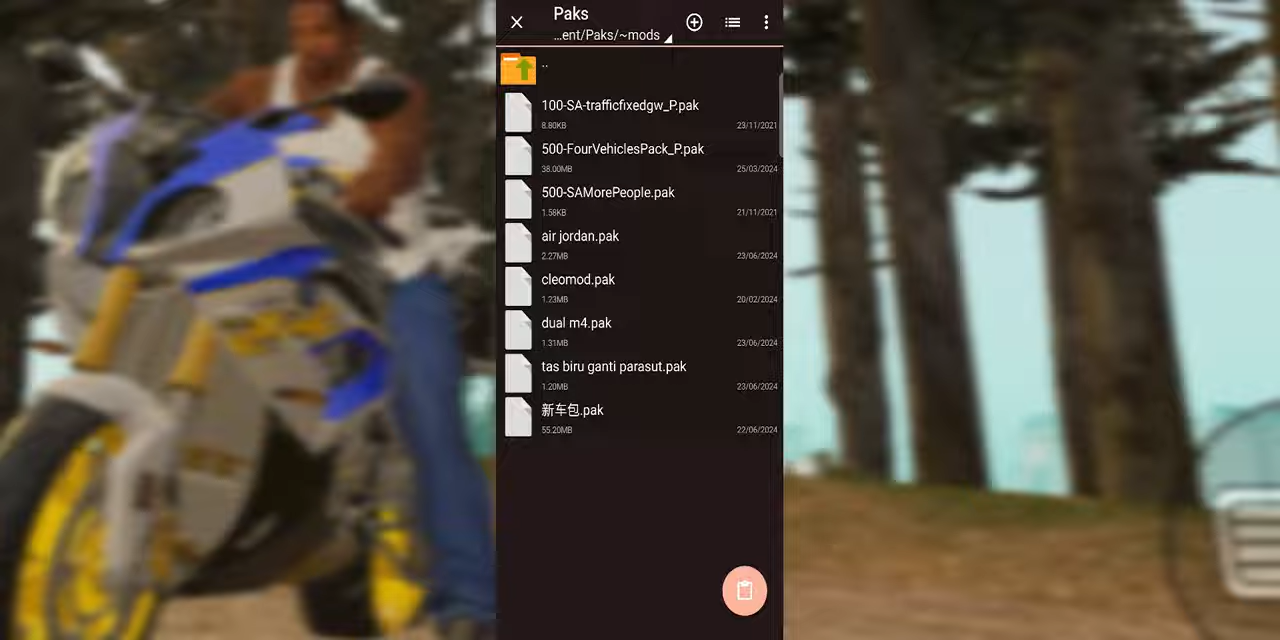 Paks
...ent/Paks/~mods
..
100-SA-trafficfixedgw_P.pak
8.80KB 23/11/2021
500-FourVehiclesPack_P.pak
38.00MB 25/03/2024
500-SAMorePeople.pak
1.58KB 21/11/2021
air jordan.pak
2.27MB 23/06/2024
cleomod.pak
1.23MB 20/02/2024
dual m4.pak
1.31MB 23/06/2024
tas biru ganti parasut.pak
1.20MB 23/06/2024
新车包.pak
55.20MB 22/06/2024